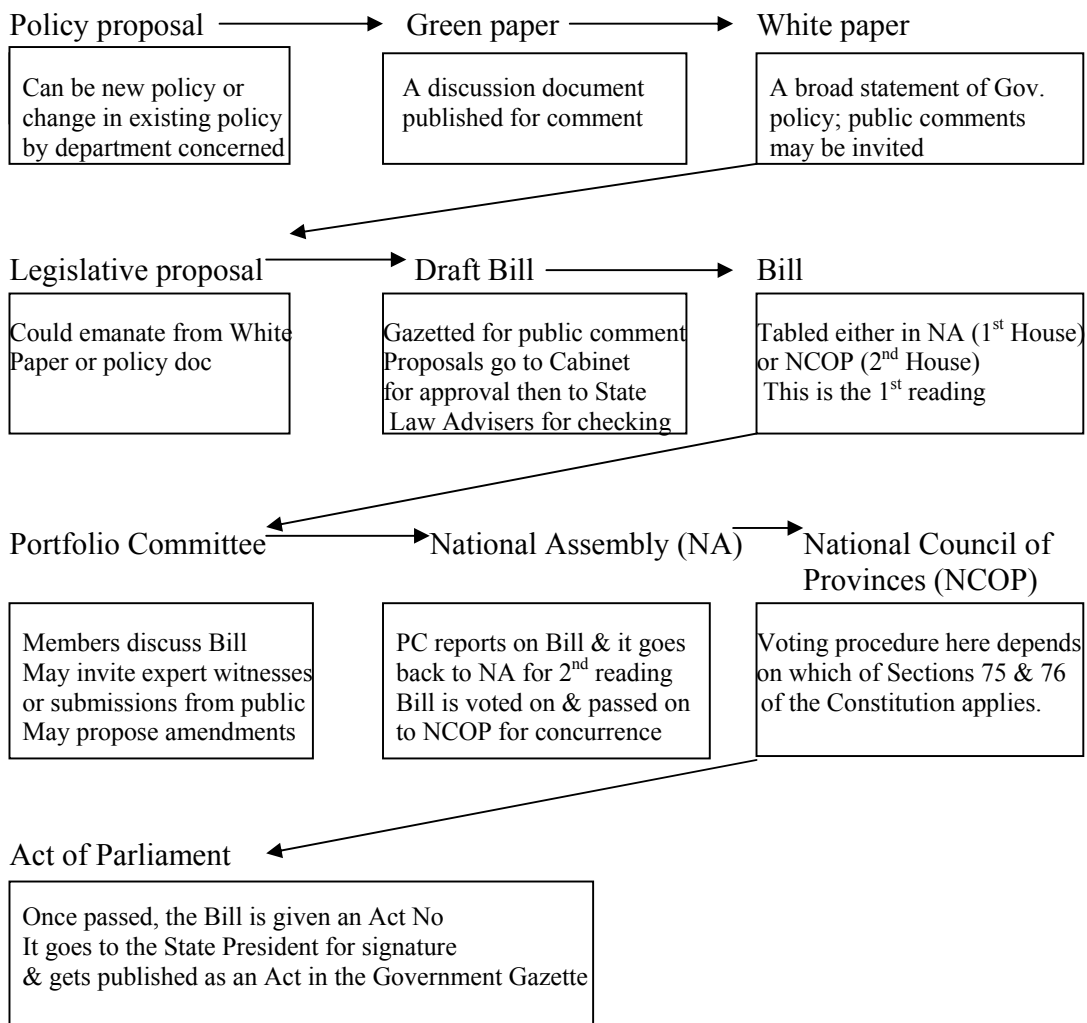 Policy proposal
Green paper
White paper
Can be new policy or
change in existing policy
by department concerned
A discussion document
published for comment
A broad statement of Gov.
policy; public comments
may be invited
Legislative proposal
Draft Bill
Bill
Could emanate from White
Paper or policy doc
Gazetted for public comment
Proposals go to Cabinet
for approval then to State
Law Advisers for checking
Tabled either in NA (1st House)
or NCOP (2nd House)
This is the 1st reading
Portfolio Committee
National Assembly (NA)
National Council of
Provinces (NCOP)
Members discuss Bill
May invite expert witnesses
or submissions from public
May propose amendments
PC reports on Bill & it goes
back to NA for 2nd reading
Bill is voted on & passed on
to NCOP for concurrence
Voting procedure here depends
on which of Sections 75 & 76
of the Constitution applies.
Act of Parliament
Once passed, the Bill is given an Act No
It goes to the State President for signature
& gets published as an Act in the Government Gazette